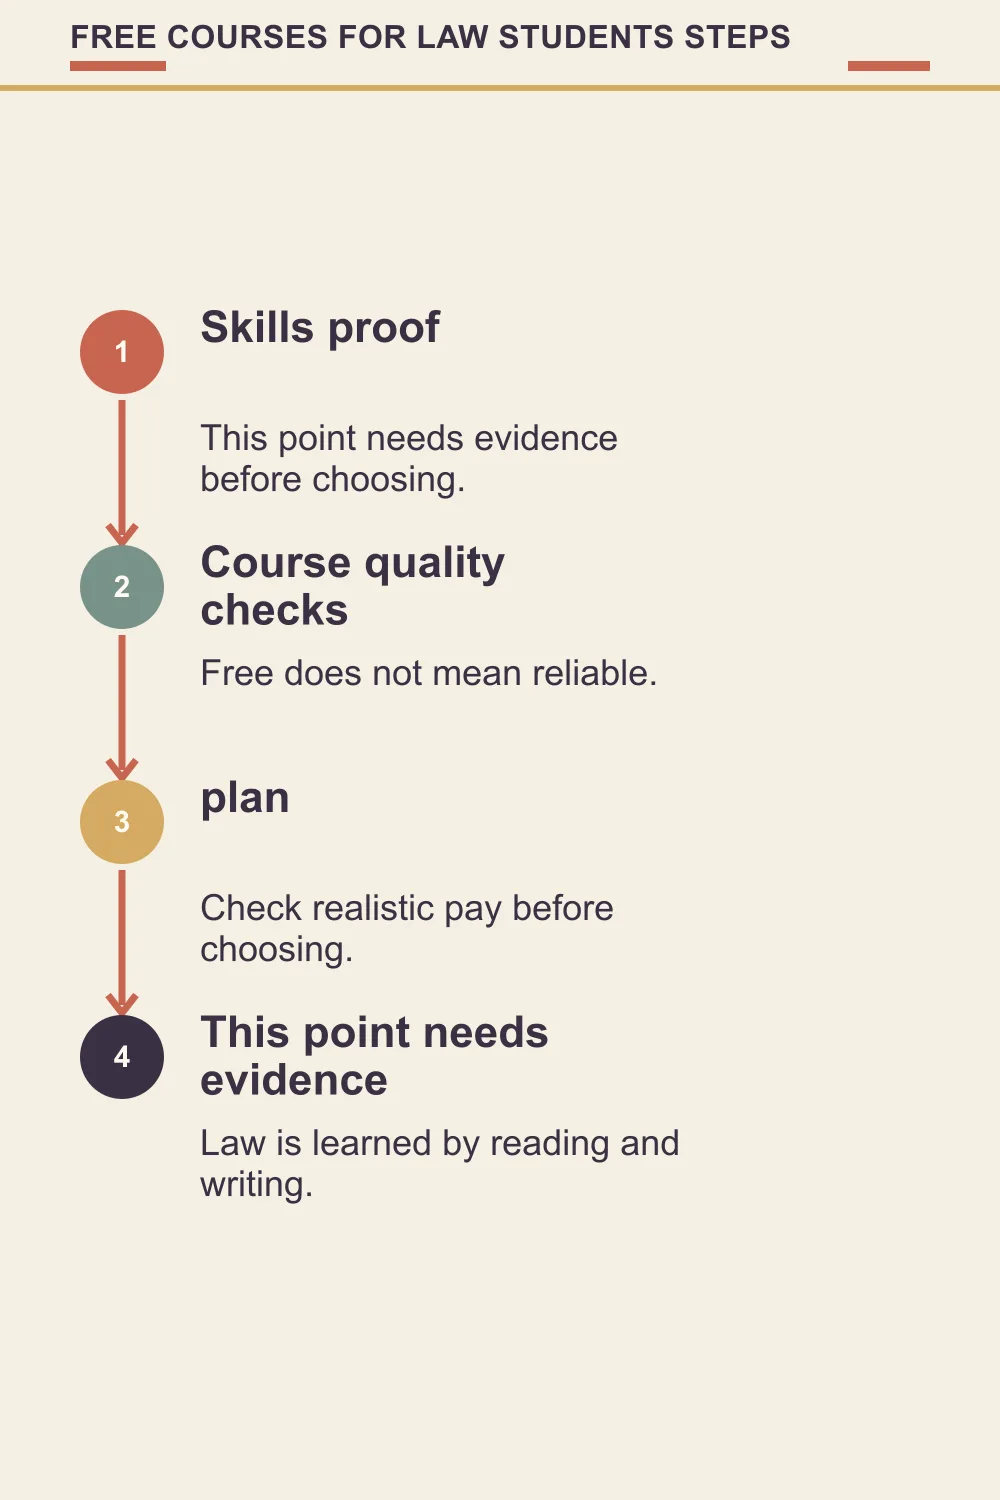 FREE COURSES FOR LAW STUDENTS STEPS
1
Skills proof
This point needs evidence
before choosing.
2
Course quality
checks
Free does not mean reliable.
3
plan
Check realistic pay before
choosing.
4
This point needs
evidence
Law is learned by reading and
writing.